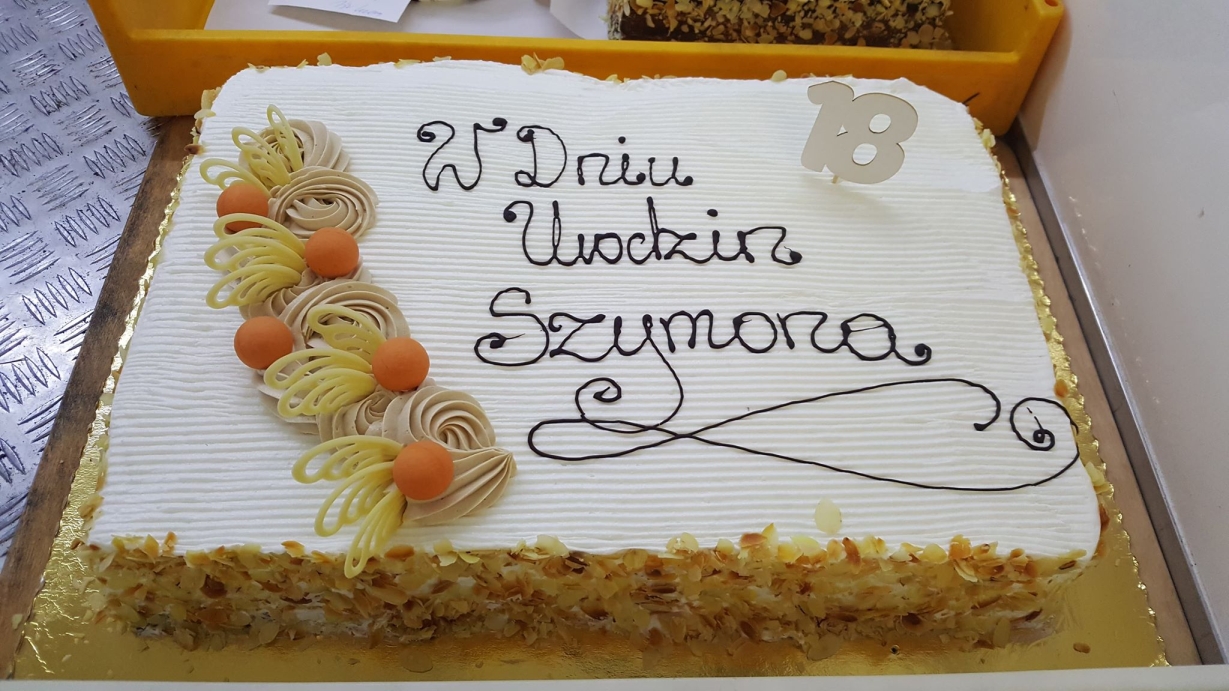 W Dniu
18
Urodzin
Szymona